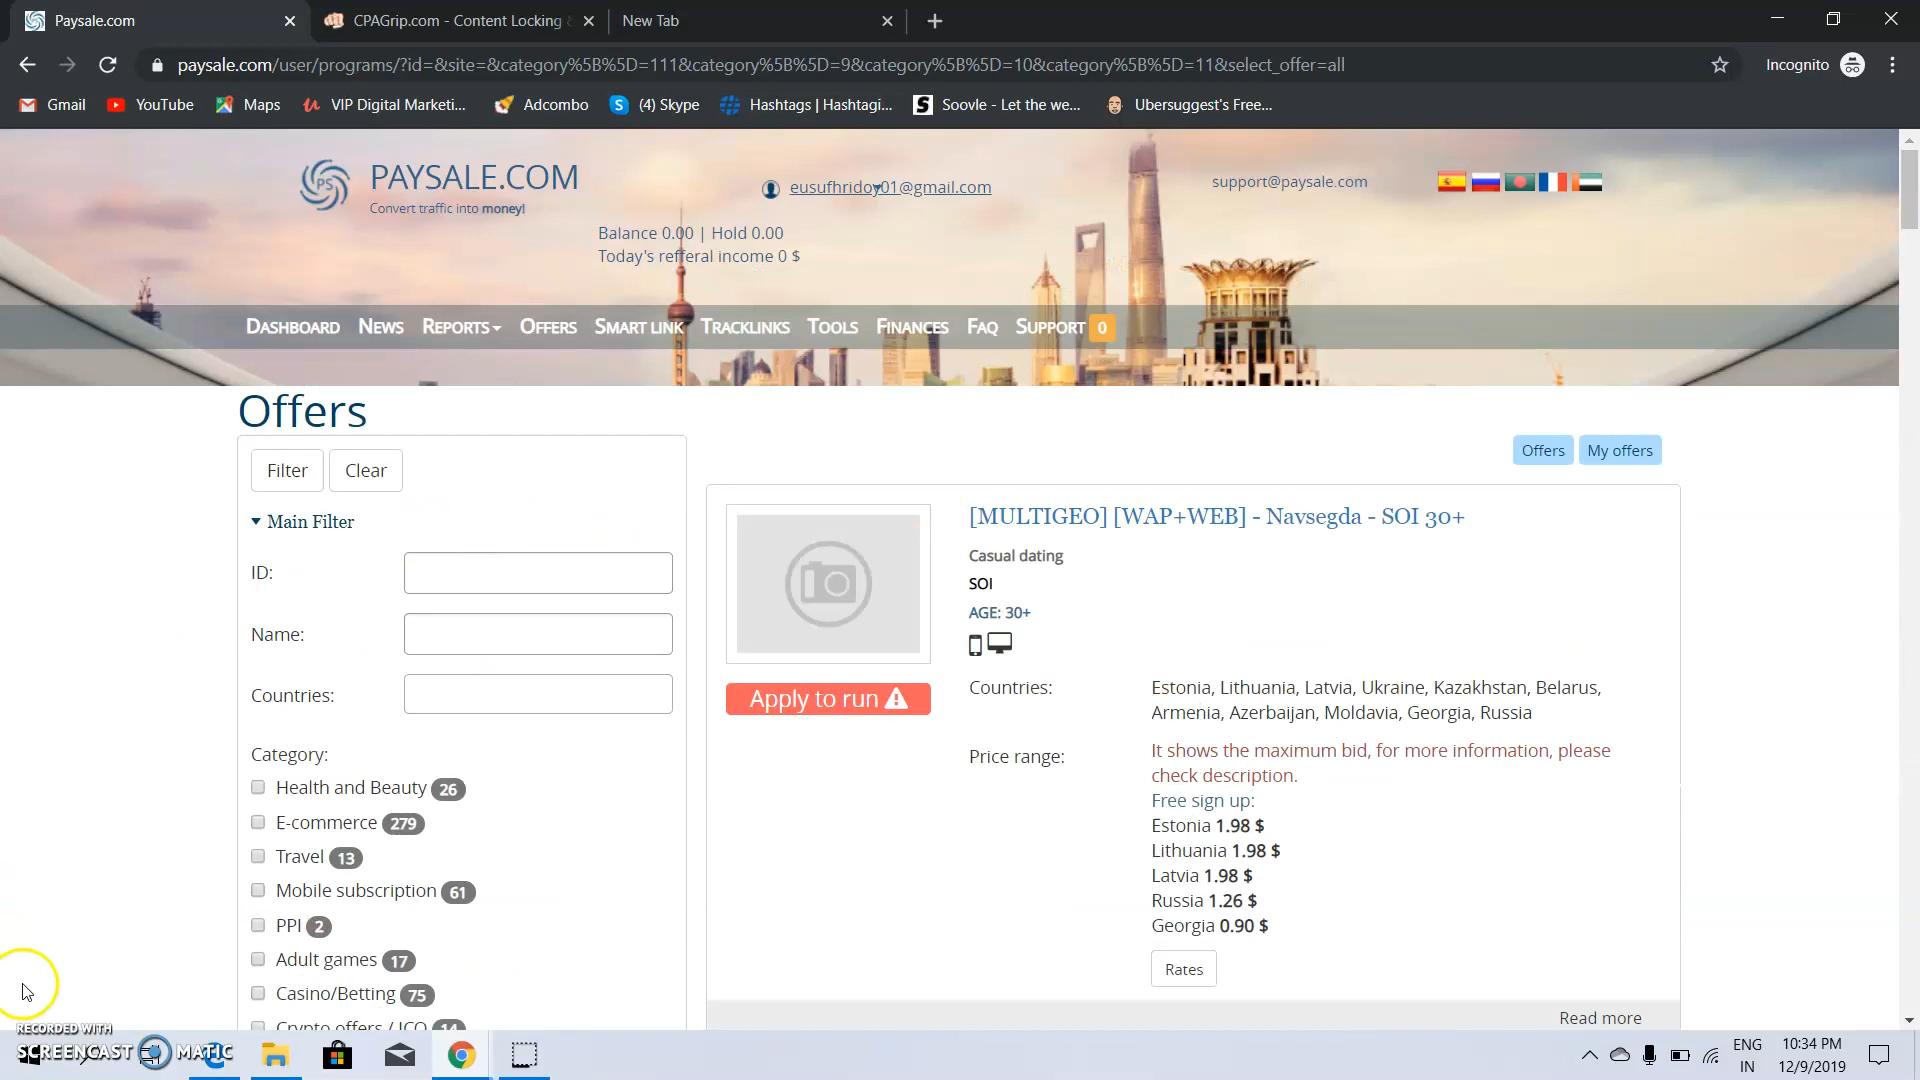 Paysale.com
CPAGrip.com - Content Locking
New Tab
paysale.com/user/programs/?id=&site=&category%5B%5D=111&category%5B%5D=9&category%5B%5D=10&category%5B%5D=11&select_offer=all
Incognito
Gmail YouTube Maps VIP Digital Marketi... Adcombo (4) Skype Hashtags | Hashtagi... Soovle - Let the we... Ubersuggest's Free...
PS
PAYSALE.COM
Convert traffic into money!
eusufhridoy01@gmail.com
support@paysale.com
Balance 0.00 | Hold 0.00
Today's refferal income 0 $
DASHBOARD NEWS REPORTS OFFERS SMART LINK TRACKLINKS TOOLS FINANCES FAQ SUPPORT 0
Offers
Offers My offers
Filter Clear
Main Filter
ID:
Name:
Countries:
Category:
Health and Beauty 26
E-commerce 279
Travel 13
Mobile subscription 61
PPI 2
Adult games 17
Casino/Betting 75
Crypto offers / ICO 14
[MULTIGEO] [WAP+WEB] - Navsegda - SOI 30+
Casual dating
SOI
AGE: 30+
Apply to run
Countries:
Estonia, Lithuania, Latvia, Ukraine, Kazakhstan, Belarus,
Armenia, Azerbaijan, Moldavia, Georgia, Russia
Price range:
It shows the maximum bid, for more information, please
check description.
Free sign up:
Estonia 1.98 $
Lithuania 1.98 $
Latvia 1.98 $
Russia 1.26 $
Georgia 0.90 $
Rates
Read more
RECORDED WITH
SCREENCAST MATIC
ENG
IN
10:34 PM
12/9/2019